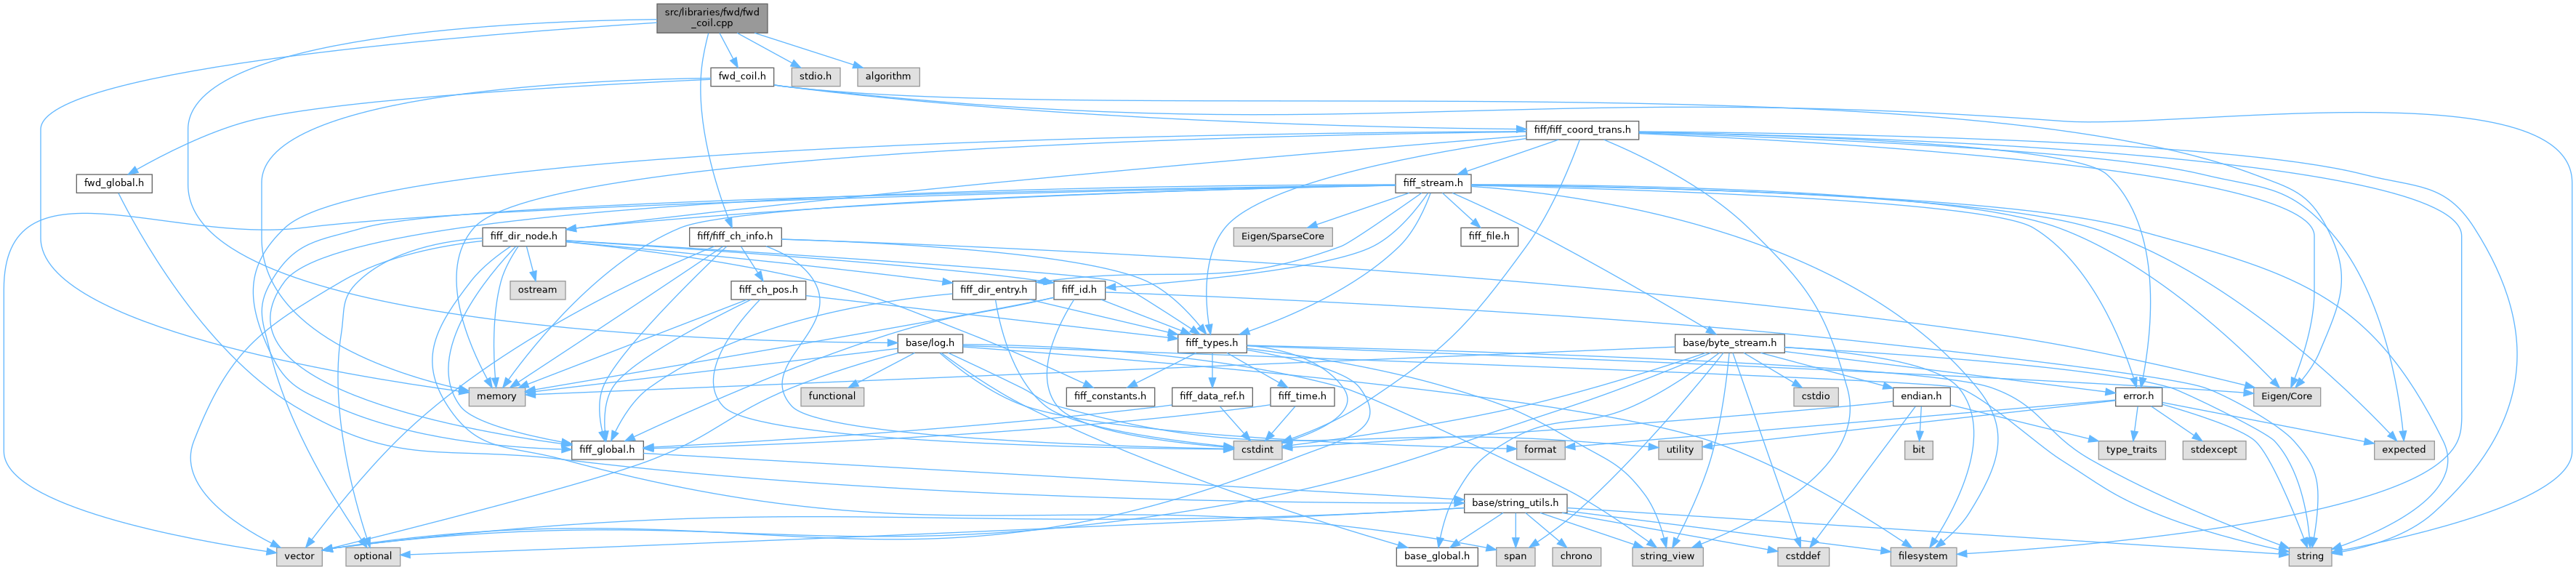 src/libraries/fwd/fwd
_coil.cpp
fwd_coil.h
stdio.h
algorithm
fiff/fiff_coord_trans.h
fwd_global.h
fiff_stream.h
fiff_dir_node.h
fiff/fiff_ch_info.h
Eigen/SparseCore
fiff_file.h
ostream
fiff_ch_pos.h
fiff_dir_entry.h
fiff_id.h
base/log.h
fiff_types.h
base/byte_stream.h
memory
functional
fiff_constants.h
fiff_data_ref.h
fiff_time.h
cstdio
endian.h
error.h
Eigen/Core
fiff_global.h
cstdint
format
utility
bit
type_traits
stdexcept
expected
base/string_utils.h
vector
optional
base_global.h
span
chrono
string_view
cstddef
filesystem
string